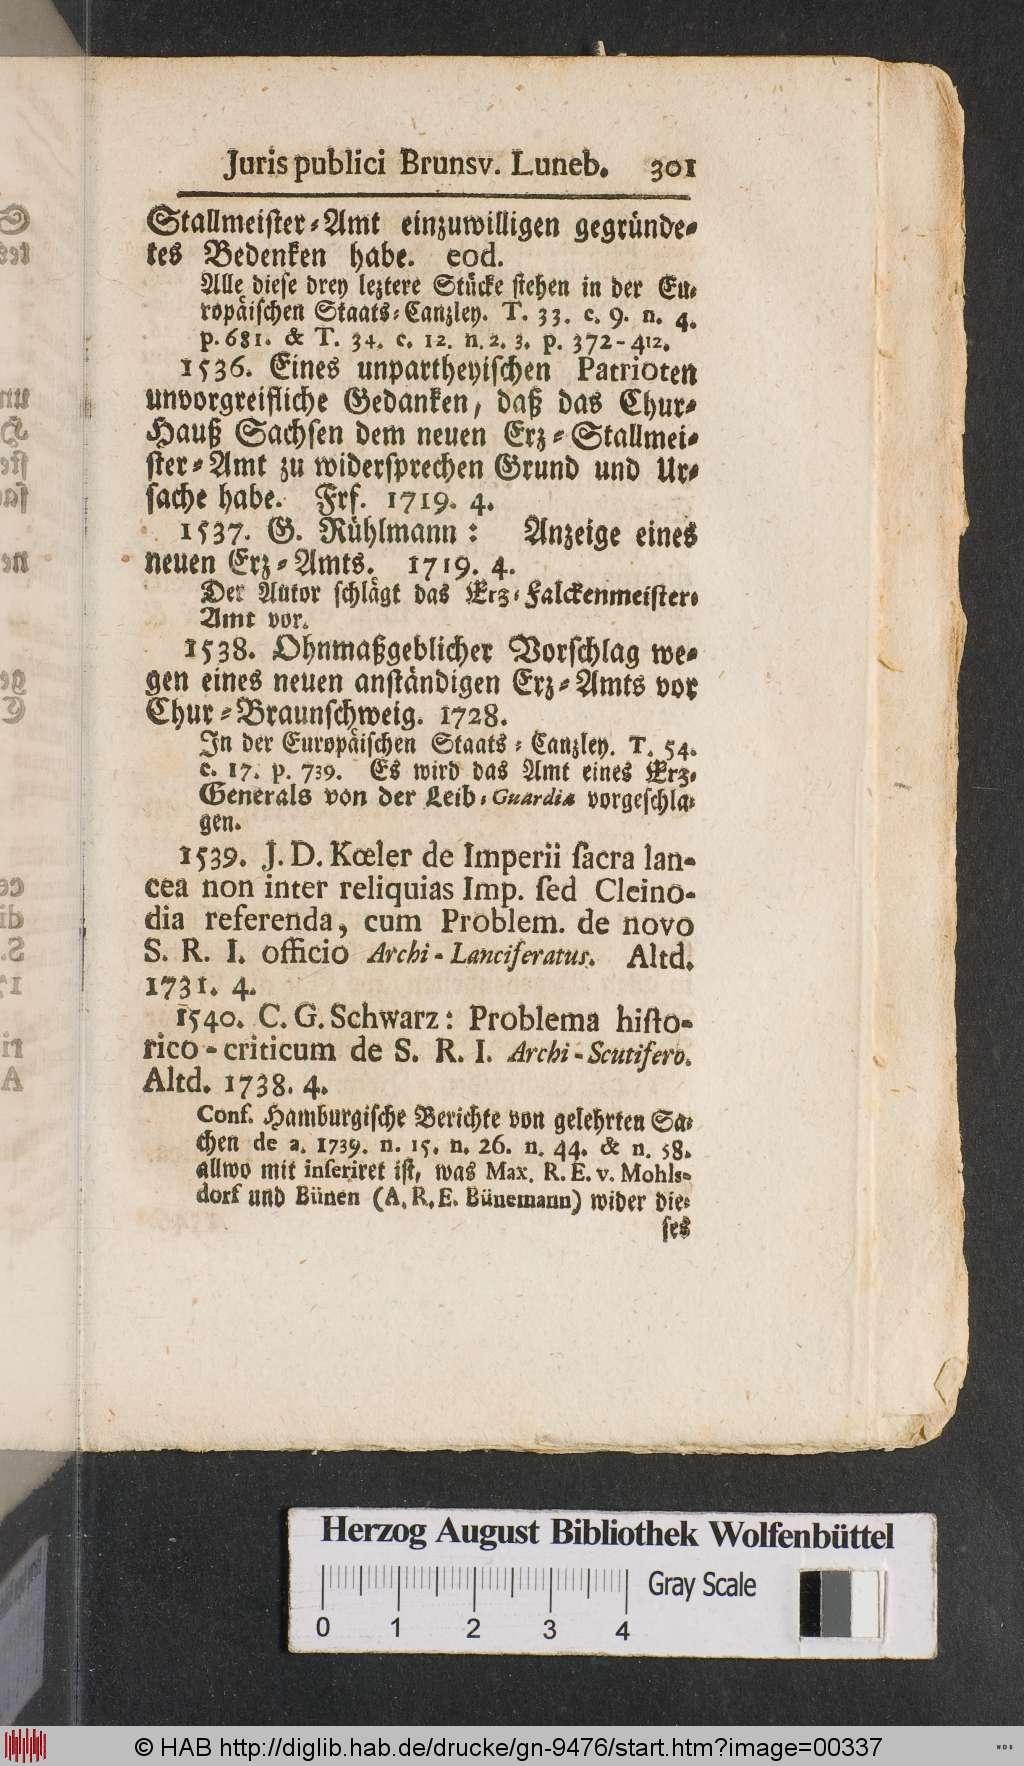 Juris publici Brunsv. Luneb. 301
Stallmeister-Amt einzuwilligen gegründe-
tes Bedenken habe. eod.
Alle diese drey leztere Stücke stehen in der Eu-
ropäischen Staats-Canzley. T. 33. c. 9. n. 4.
p. 681. & T. 34. c. 12. n. 2. 3. p. 372-412.
1536. Eines unpartheyischen Patrioten
unvorgreifliche Gedanken, daß das Chur-
Hauß Sachsen dem neuen Erz-Stallmei-
ster-Amt zu widersprechen Grund und Ur-
sache habe. Frf. 1719. 4.
1537. G. Rühlmann: Anzeige eines
neuen Erz-Amts. 1719. 4.
Der Autor schlägt das Erz-Falckenmeister-
Amt vor.
1538. Ohnmaßgeblicher Vorschlag we-
gen eines neuen anständigen Erz-Amts vor
Chur-Braunschweig. 1728.
In der Europäischen Staats-Canzley. T. 54.
c. 17. p. 739. Es wird das Amt eines Erz-
Generals von der Leib-Guardia vorgeschla-
gen.
1539. J. D. Kœler de Imperii ſacra lan-
cea non inter reliquias Imp. ſed Cleino-
dia referenda, cum Problem. de novo
S. R. I. officio Archi-Lanciferatus. Altd.
1731. 4.
1540. C. G. Schwarz: Problema hiſto-
rico-criticum de S. R. I. Archi-Scutifero.
Altd. 1738. 4.
Conf. Hamburgische Berichte von gelehrten Sa-
chen de a. 1739. n. 15. n. 26. n. 44. & n. 58.
allwo mit inſeriret ist, was Max. R. E. v. Mohls-
dorf und Bünen (A. R. E. Bünemann) wider die-
ses
Herzog August Bibliothek Wolfenbüttel
Gray Scale
0 1 2 3 4
© HAB http://diglib.hab.de/drucke/gn-9476/start.htm?image=00337